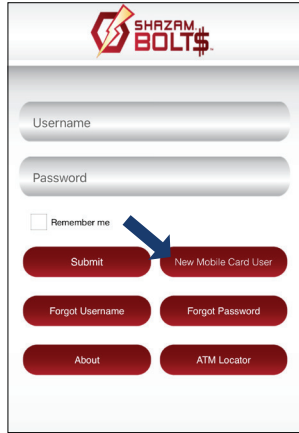 SHAZAM
BOLT$
Username
Password
Remember me
Submit
New Mobile Card User
Forgot Username
Forgot Password
About
ATM Locator